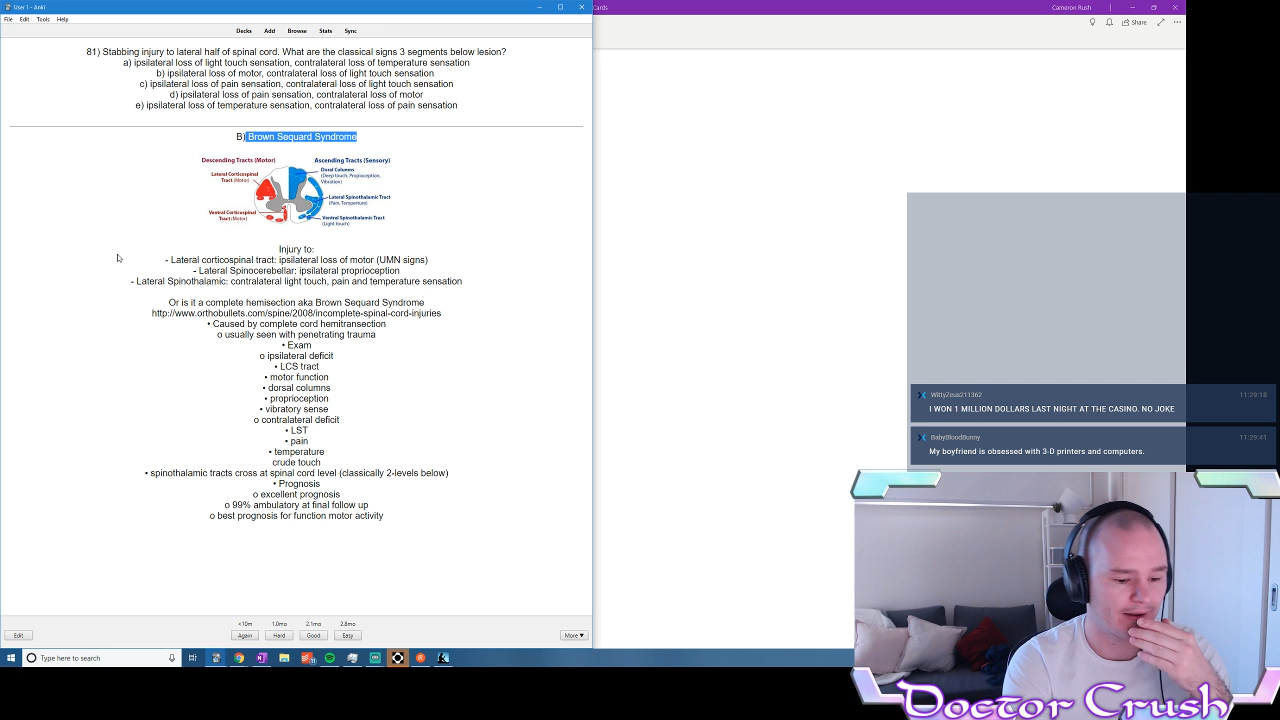 User 1 - Anki
Cards
Cameron Rush
File Edit Tools Help
Share
Decks Add Browse Stats Sync
81) Stabbing injury to lateral half of spinal cord. What are the classical signs 3 segments below lesion?
a) ipsilateral loss of light touch sensation, contralateral loss of temperature sensation
b) ipsilateral loss of motor, contralateral loss of light touch sensation
c) ipsilateral loss of pain sensation, contralateral loss of light touch sensation
d) ipsilateral loss of pain sensation, contralateral loss of motor
e) ipsilateral loss of temperature sensation, contralateral loss of pain sensation
B) Brown Sequard Syndrome
Descending Tracts (Motor)
Ascending Tracts (Sensory)
Lateral Corticospinal
Tract (Motor)
Ventral Corticospinal
Tract (Motor)
Doral Columns
(Deep touch, Proprioception,
Vibration)
Lateral Spinothalamic Tract
(Pain, Temperture)
Ventral Spinothalamic Tract
(Light touch)
Injury to:
- Lateral corticospinal tract: ipsilateral loss of motor (UMN signs)
- Lateral Spinocerebellar: ipsilateral proprioception
- Lateral Spinothalamic: contralateral light touch, pain and temperature sensation
Or is it a complete hemisection aka Brown Sequard Syndrome
http://www.orthobullets.com/spine/2008/incomplete-spinal-cord-injuries
• Caused by complete cord hemitransection
o usually seen with penetrating trauma
• Exam
o ipsilateral deficit
• LCS tract
• motor function
• dorsal columns
• proprioception
• vibratory sense
o contralateral deficit
• LST
• pain
• temperature
crude touch
• spinothalamic tracts cross at spinal cord level (classically 2-levels below)
• Prognosis
o excellent prognosis
o 99% ambulatory at final follow up
o best prognosis for function motor activity
<10m 1.0mo 2.1mo 2.8mo
Edit Again Hard Good Easy More ▼
Type here to search
WittyZeus211362 11:29:18
I WON 1 MILLION DOLLARS LAST NIGHT AT THE CASINO. NO JOKE
BabyBloodBunny 11:29:41
My boyfriend is obsessed with 3-D printers and computers.
Doctor Crush